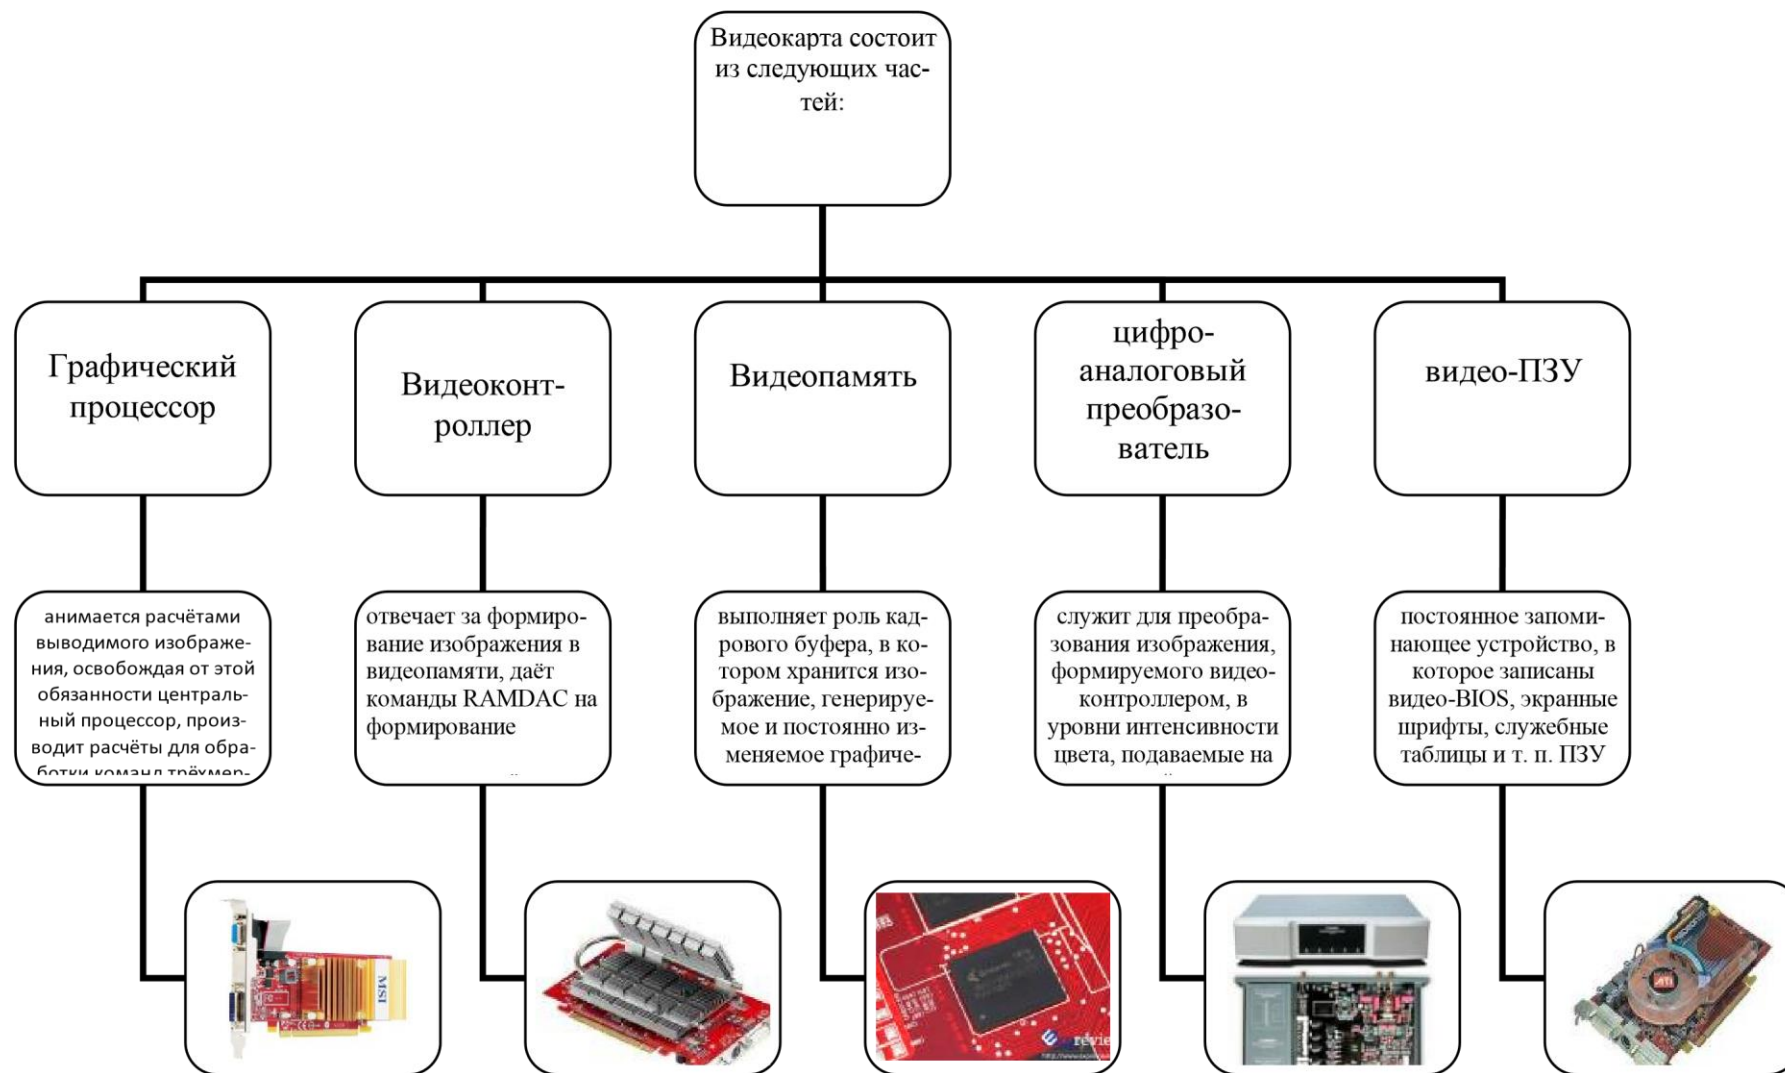 Видеокарта состоит
из следующих час-
тей:
Графический
процессор
Видеоконт-
роллер
Видеопамять
цифро-
аналоговый
преобразо-
ватель
видео-ПЗУ
анимается расчётами
выводимого изображе-
ния, освобождая от этой
обязанности централь-
ный процессор, произ-
водит расчёты для обра-
ботки команд трёхмер-
отвечает за формиро-
вание изображения в
видеопамяти, даёт
команды RAMDAC на
формирование
выполняет роль кад-
рового буфера, в ко-
тором хранится изо-
бражение, генерируе-
мое и постоянно из-
меняемое графиче-
служит для преобра-
зования изображения,
формируемого видео-
контроллером, в
уровни интенсивности
цвета, подаваемые на
постоянное запоми-
нающее устройство, в
которое записаны
видео-BIOS, экранные
шрифты, служебные
таблицы и т. п. ПЗУ
MSI
ATI